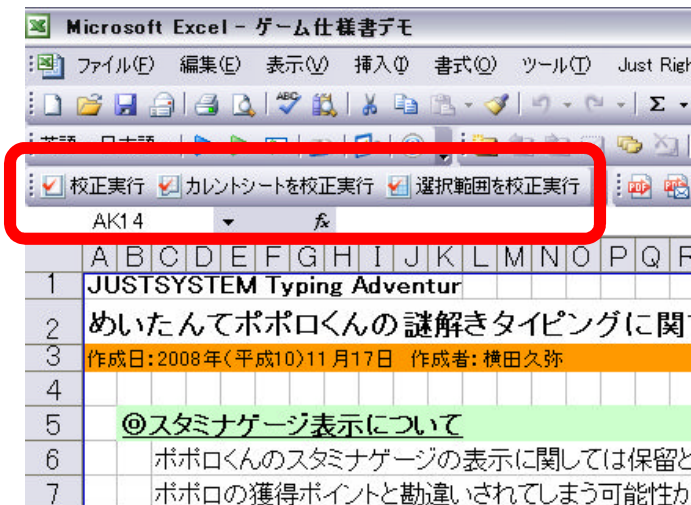 Microsoft Excel - ゲーム仕様書デモ
ファイル(F) 編集(E) 表示(V) 挿入(I) 書式(O) ツール(T) Just Righ
ABC Σ
校正実行 カレントシートを校正実行 選択範囲を校正実行 PDF
AK14 fx
A B C D E F G H I J K L M N O P Q
1 JUSTSYSTEM Typing Adventur
2 めいたんてポポロくんの謎解きタイピングに関
3 作成日:2008年(平成10)11月17日 作成者:横田久弥
4
5 ◎スタミナゲージ表示について
6 ポポロくんのスタミナゲージの表示に関しては保留と
7 ポポロの獲得ポイントと勘違いされてしまう可能性か